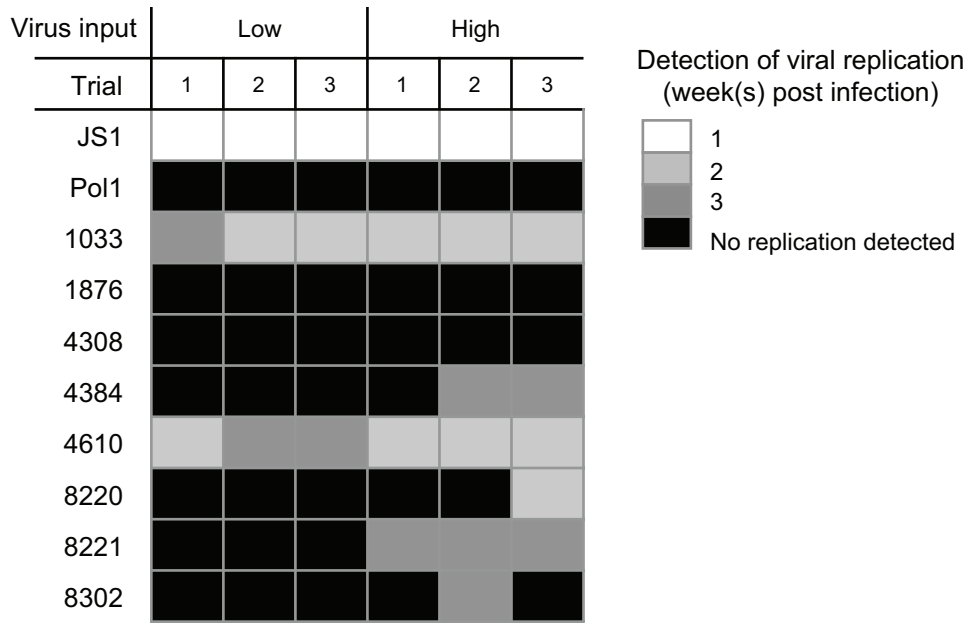 Virus input Low High
Trial 1 2 3 1 2 3
JS1
Pol1
1033
1876
4308
4384
4610
8220
8221
8302
Detection of viral replication
(week(s) post infection)
1
2
3
No replication detected